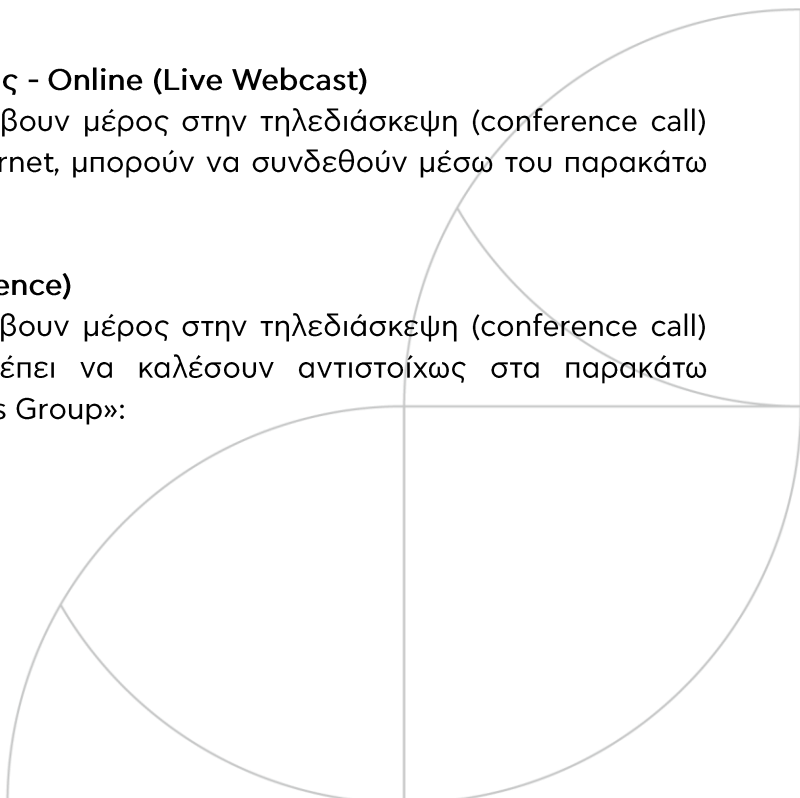 ς - Online (Live Webcast)
βουν μέρος στην τηλεδιάσκεψη (conference call)
rnet, μπορούν να συνδεθούν μέσω του παρακάτω
ence)
βουν μέρος στην τηλεδιάσκεψη (conference call)
έπει να καλέσουν αντιστοίχως στα παρακάτω
s Group»: